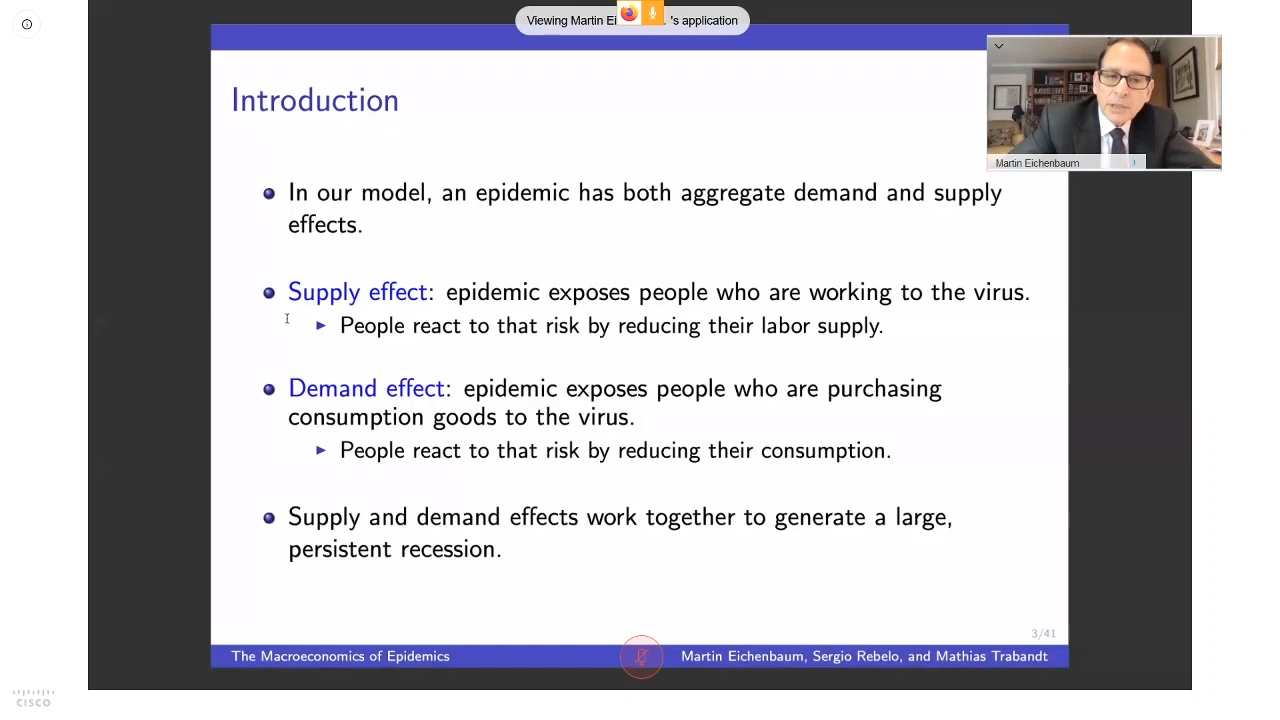 Viewing Martin Ei 's application
Introduction
Martin Eichenbaum
In our model, an epidemic has both aggregate demand and supply
effects.
Supply effect: epidemic exposes people who are working to the virus.
People react to that risk by reducing their labor supply.
Demand effect: epidemic exposes people who are purchasing
consumption goods to the virus.
People react to that risk by reducing their consumption.
Supply and demand effects work together to generate a large,
persistent recession.
3/41
The Macroeconomics of Epidemics
Martin Eichenbaum, Sergio Rebelo, and Mathias Trabandt
CISCO